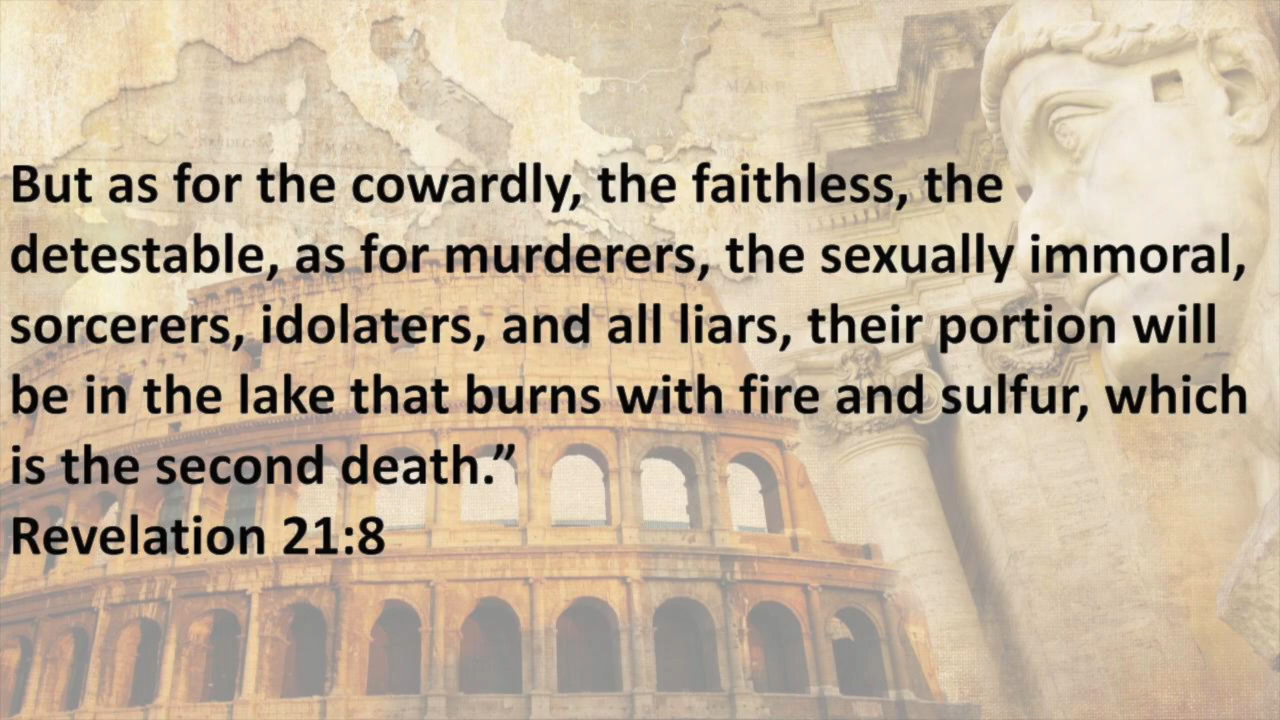 But as for the cowardly, the faithless, the
detestable, as for murderers, the sexually immoral,
sorcerers, idolaters, and all liars, their portion will
be in the lake that burns with fire and sulfur, which
is the second death.”
Revelation 21:8